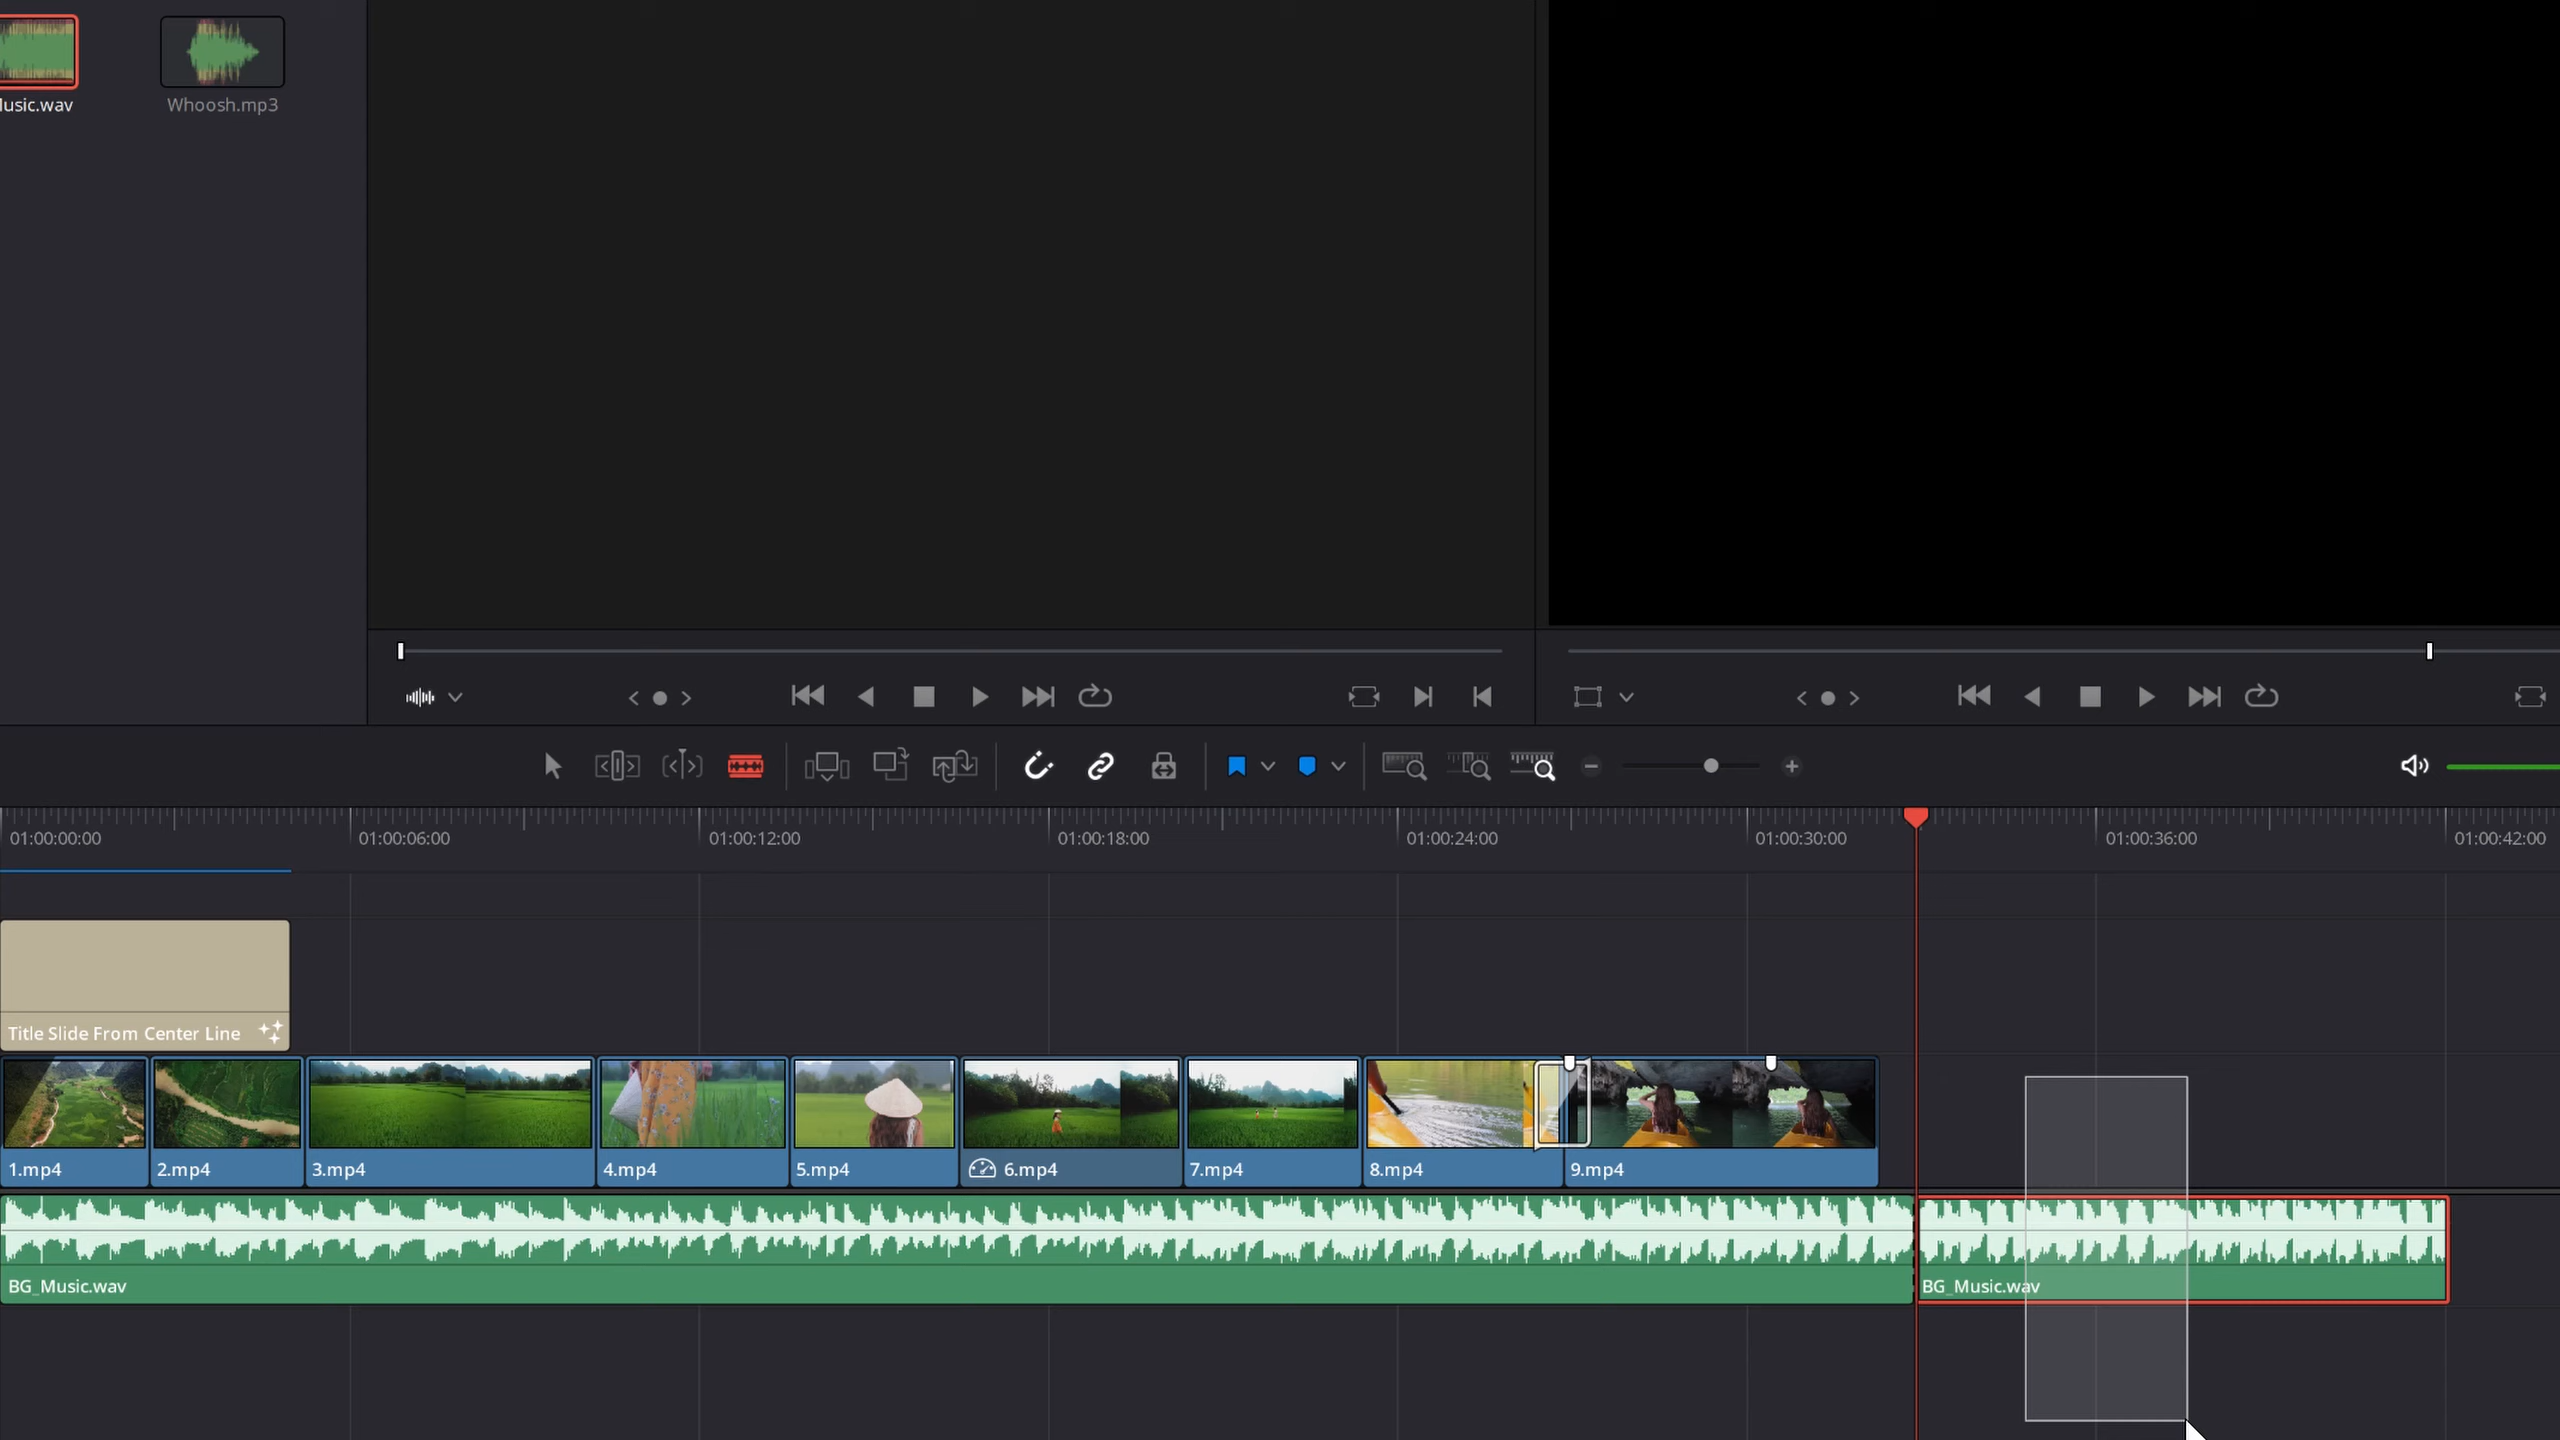 usic.wav
Whoosh.mp3
01:00:00:00
01:00:06:00
01:00:12:00
01:00:18:00
01:00:24:00
01:00:30:00
01:00:36:00
01:00:42:00
Title Slide From Center Line
1.mp4
2.mp4
3.mp4
4.mp4
5.mp4
6.mp4
7.mp4
8.mp4
9.mp4
BG_Music.wav
BG_Music.wav